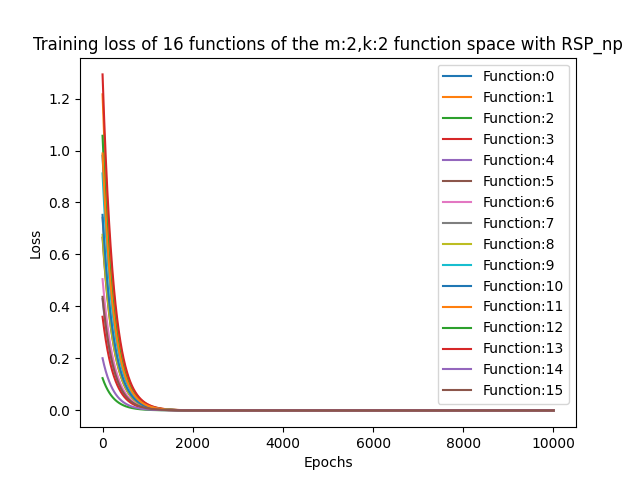 Training loss of 16 functions of the m:2,k:2 function space with RSP_np
Loss
1.2
1.0
0.8
0.6
0.4
0.2
0.0
Function:0
Function:1
Function:2
Function:3
Function:4
Function:5
Function:6
Function:7
Function:8
Function:9
Function:10
Function:11
Function:12
Function:13
Function:14
Function:15
0 2000 4000 6000 8000 10000
Epochs